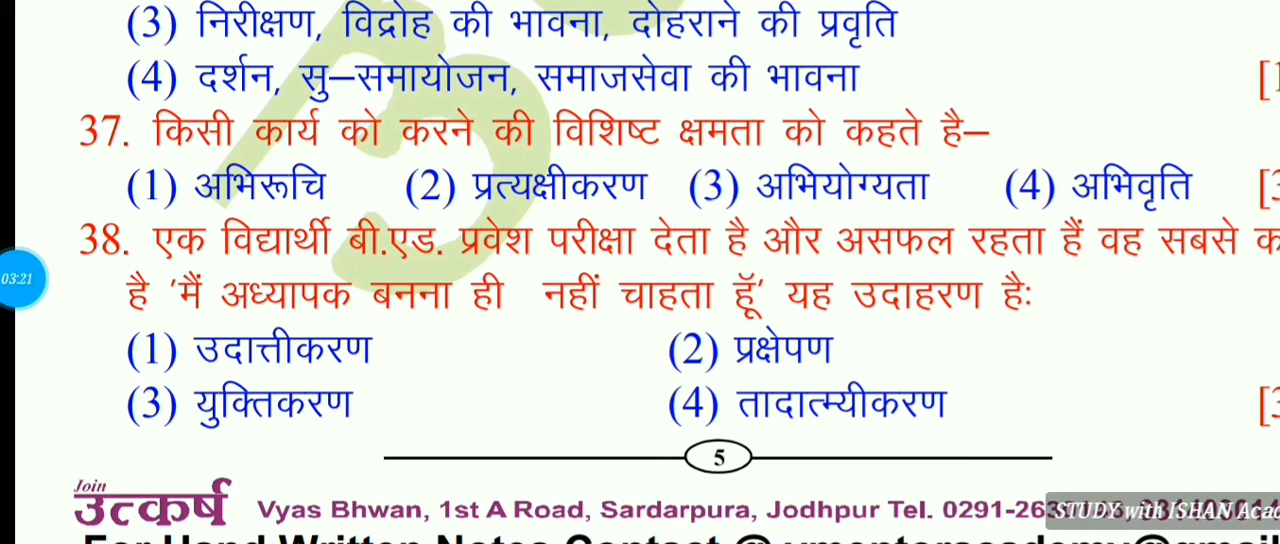 (3) निरीक्षण, विद्रोह की भावना, दोहराने की प्रवृति
(4) दर्शन, सु–समायोजन, समाजसेवा की भावना
37. किसी कार्य को करने की विशिष्ट क्षमता को कहते है–
(1) अभिरूचि (2) प्रत्यक्षीकरण (3) अभियोग्यता (4) अभिवृति [3
38. एक विद्यार्थी बी.एड. प्रवेश परीक्षा देता है और असफल रहता हैं वह सबसे क
03:21
है 'मैं अध्यापक बनना ही नहीं चाहता हूॅं' यह उदाहरण हैः
(1) उदात्तीकरण (2) प्रक्षेपण
(3) युक्तिकरण (4) तादात्म्यीकरण [3
5
Join
उत्कर्ष Vyas Bhwan, 1st A Road, Sardarpura, Jodhpur Tel. 0291-26
STUDY with ISHAN Acad